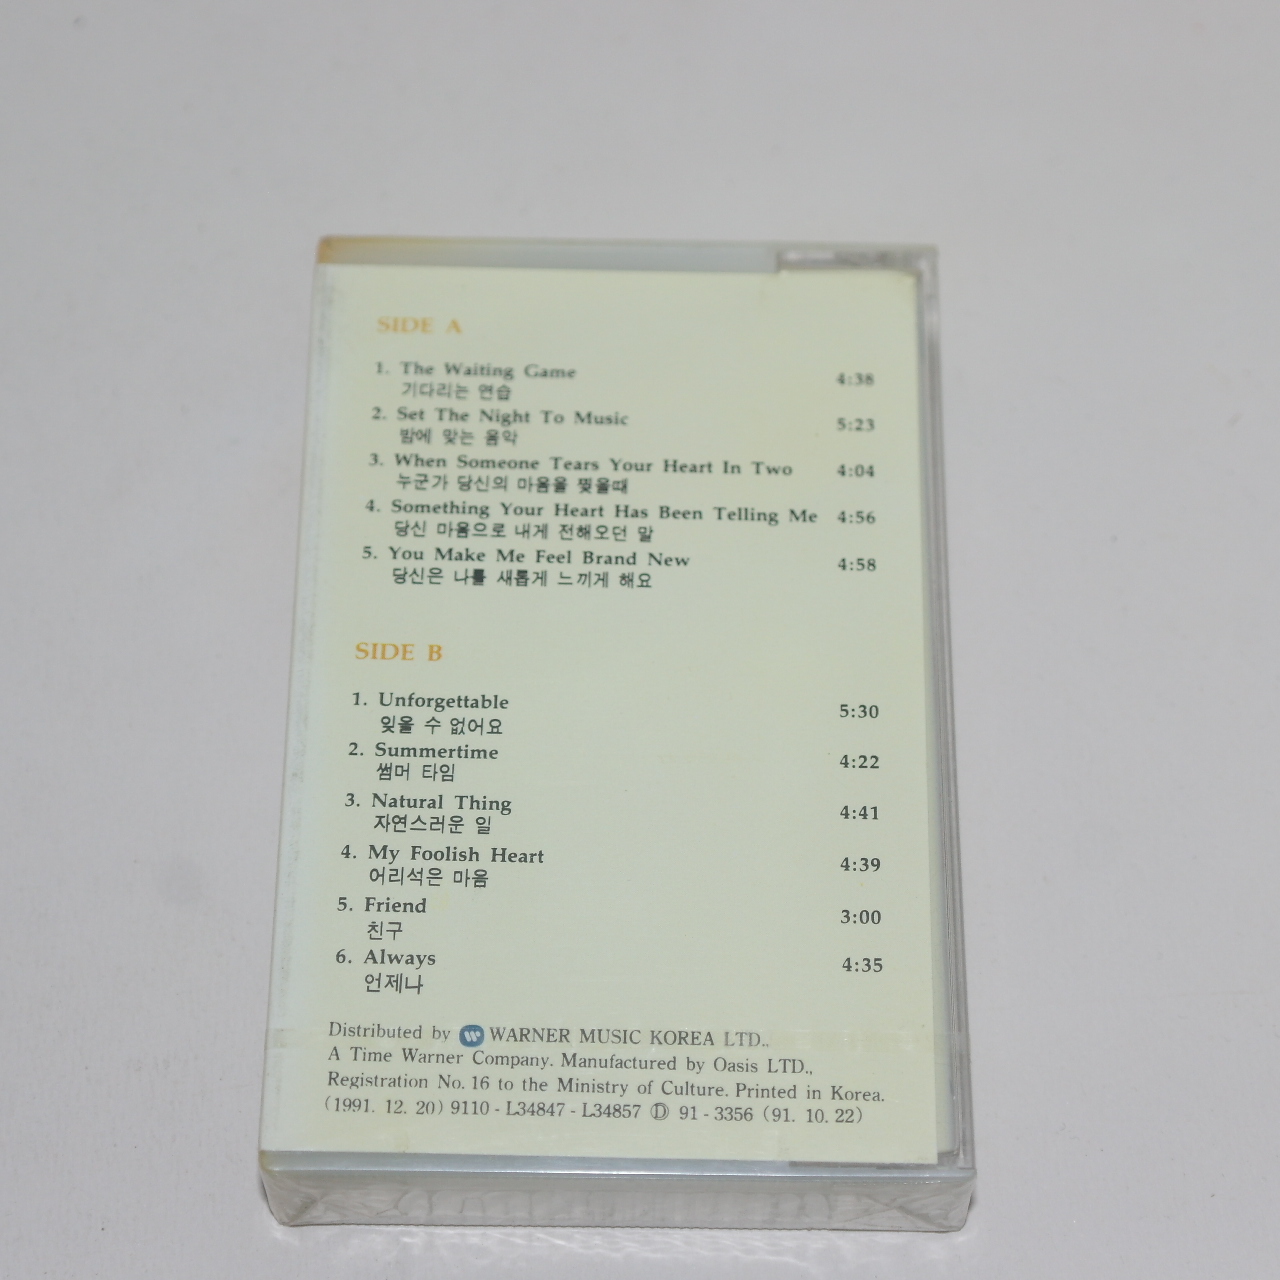 SIDE A
1. The Waiting Game 4:38
기다리는 연습
2. Set The Night To Music 5:23
밤에 맞는 음악
3. When Someone Tears Your Heart In Two 4:04
누군가 당신의 마음을 찢을때
4. Something Your Heart Has Been Telling Me 4:56
당신 마음으로 내게 전해오던 말
5. You Make Me Feel Brand New 4:58
당신은 나를 새롭게 느끼게 해요
SIDE B
1. Unforgettable 5:30
잊을 수 없어요
2. Summertime 4:22
썸머 타임
3. Natural Thing 4:41
자연스러운 일
4. My Foolish Heart 4:39
어리석은 마음
5. Friend 3:00
친구
6. Always 4:35
언제나
Distributed by WARNER MUSIC KOREA LTD..
A Time Warner Company. Manufactured by Oasis LTD.,
Registration No. 16 to the Ministry of Culture. Printed in Korea.
(1991. 12. 20) 9110 - L34847 - L34857 Ⓓ 91 - 3356 (91. 10. 22)